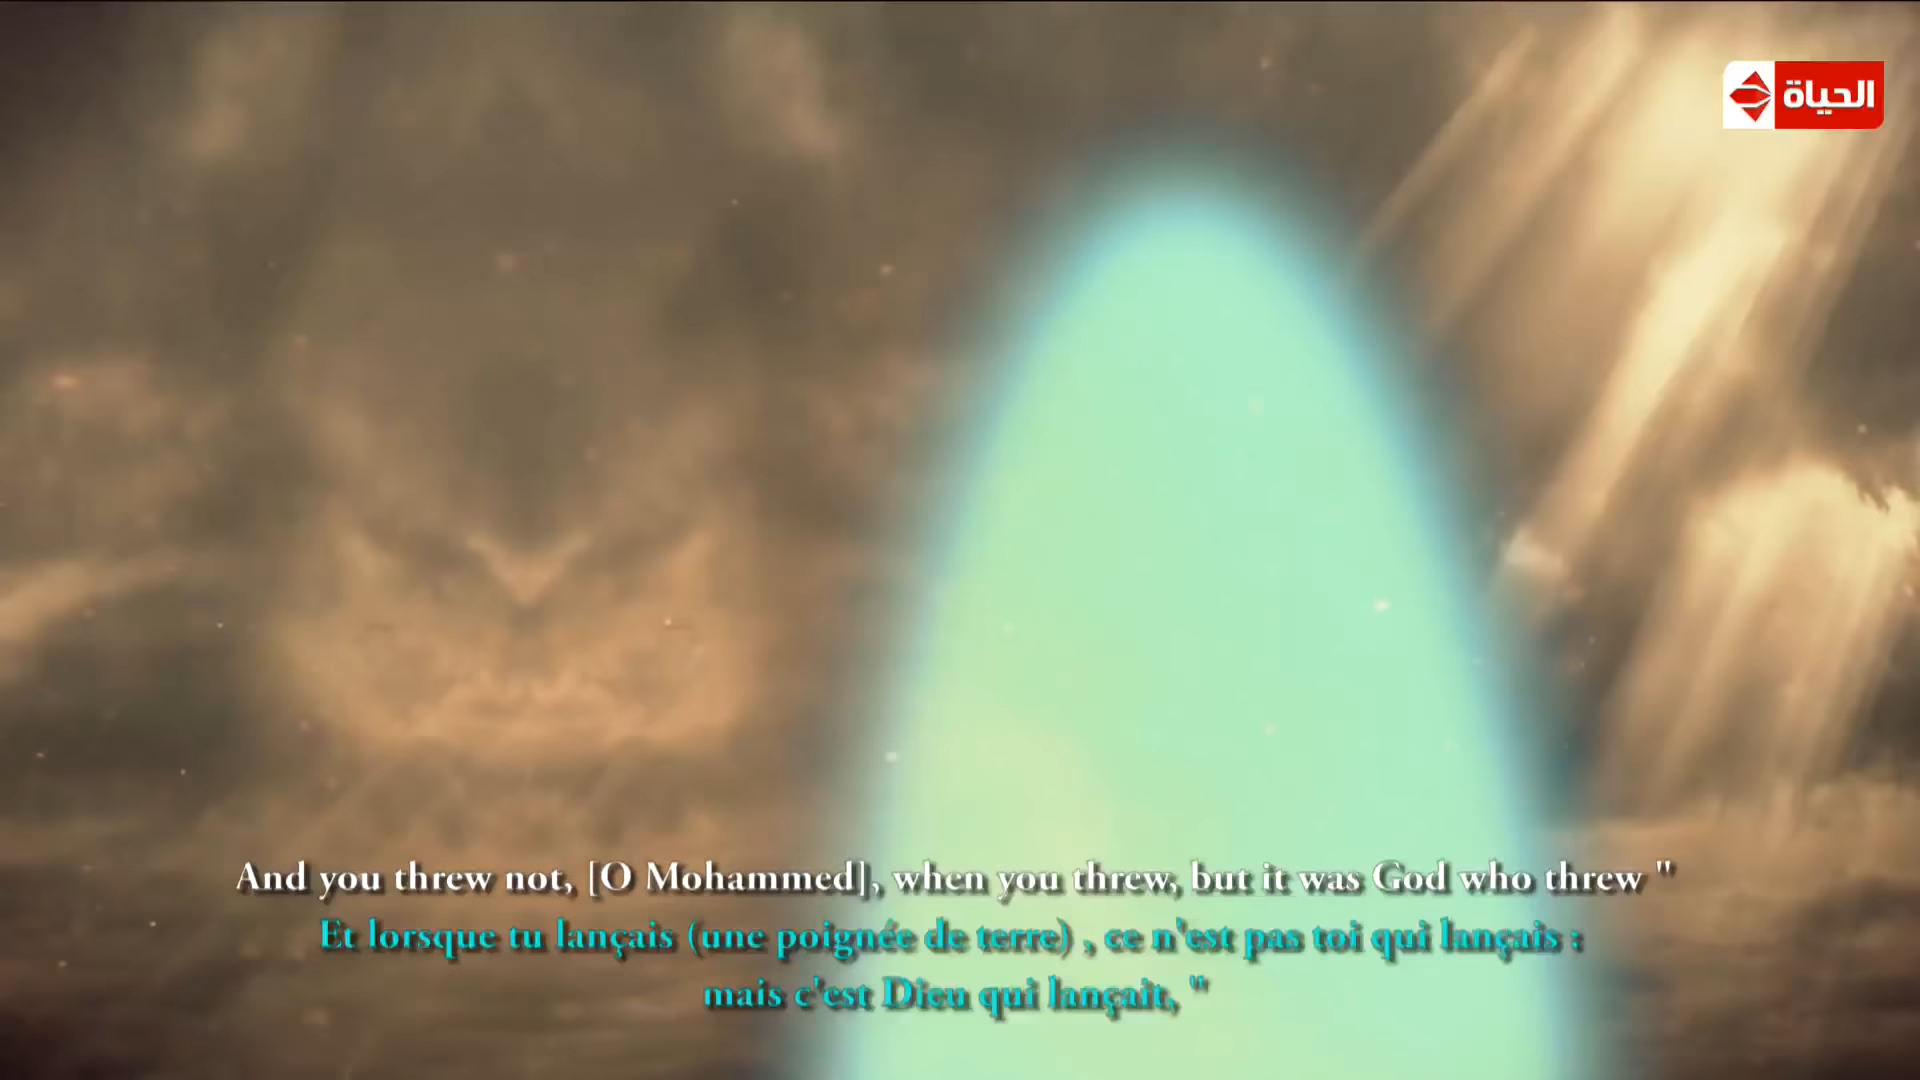 الحياة
And you threw not, [O Mohammed], when you threw, but it was God who threw "
Et lorsque tu lançais (une poignée de terre) , ce n'est pas toi qui lançais :
mais c'est Dieu qui lançait, "